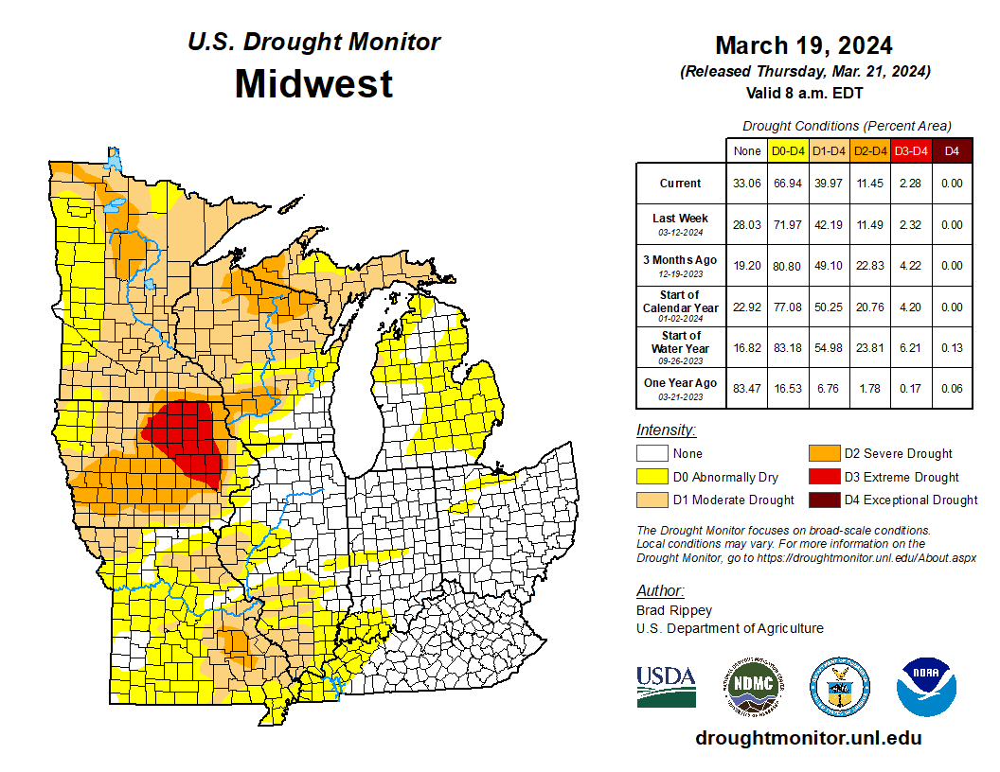 U.S. Drought Monitor
Midwest
March 19, 2024
(Released Thursday, Mar. 21, 2024)
Valid 8 a.m. EDT
Drought Conditions (Percent Area)
None D0-D4 D1-D4 D2-D4 D3-D4 D4
Current 33.06 66.94 39.97 11.45 2.28 0.00
Last Week
03-12-2024 28.03 71.97 42.19 11.49 2.32 0.00
3 Months Ago
12-19-2023 19.20 80.80 49.10 22.83 4.22 0.00
Start of
Calendar Year
01-02-2024 22.92 77.08 50.25 20.76 4.20 0.00
Start of
Water Year
09-26-2023 16.82 83.18 54.98 23.81 6.21 0.13
One Year Ago
03-21-2023 83.47 16.53 6.76 1.78 0.17 0.06
Intensity:
None
D0 Abnormally Dry
D1 Moderate Drought
D2 Severe Drought
D3 Extreme Drought
D4 Exceptional Drought
The Drought Monitor focuses on broad-scale conditions.
Local conditions may vary. For more information on the
Drought Monitor, go to https://droughtmonitor.unl.edu/About.aspx
Author:
Brad Rippey
U.S. Department of Agriculture
USDA
NDMC
NOAA
droughtmonitor.unl.edu